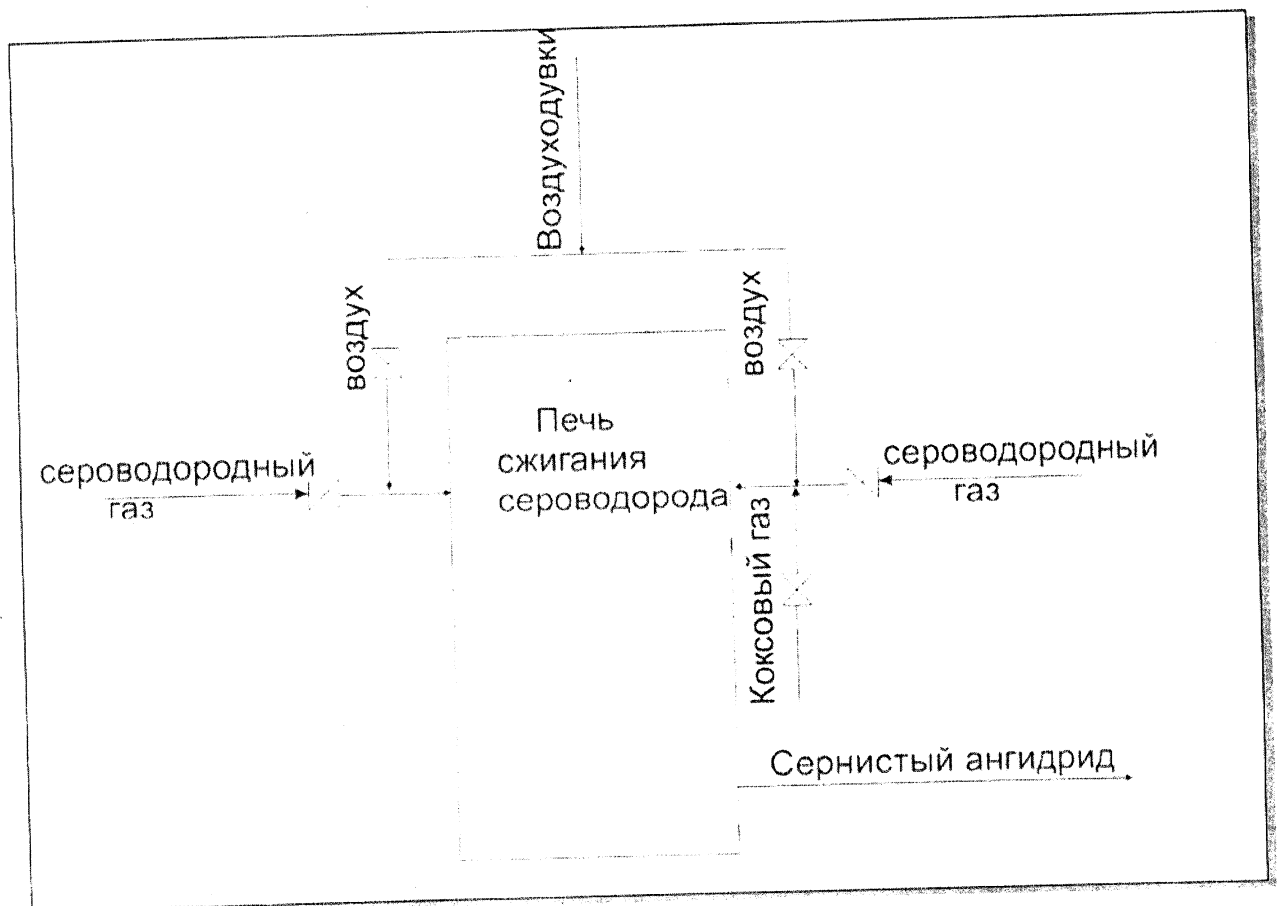 Воздуходувки
воздух
воздух
Печь
сжигания
сероводорода
сероводородный
газ
сероводородный
газ
Коксовый газ
Сернистый ангидрид